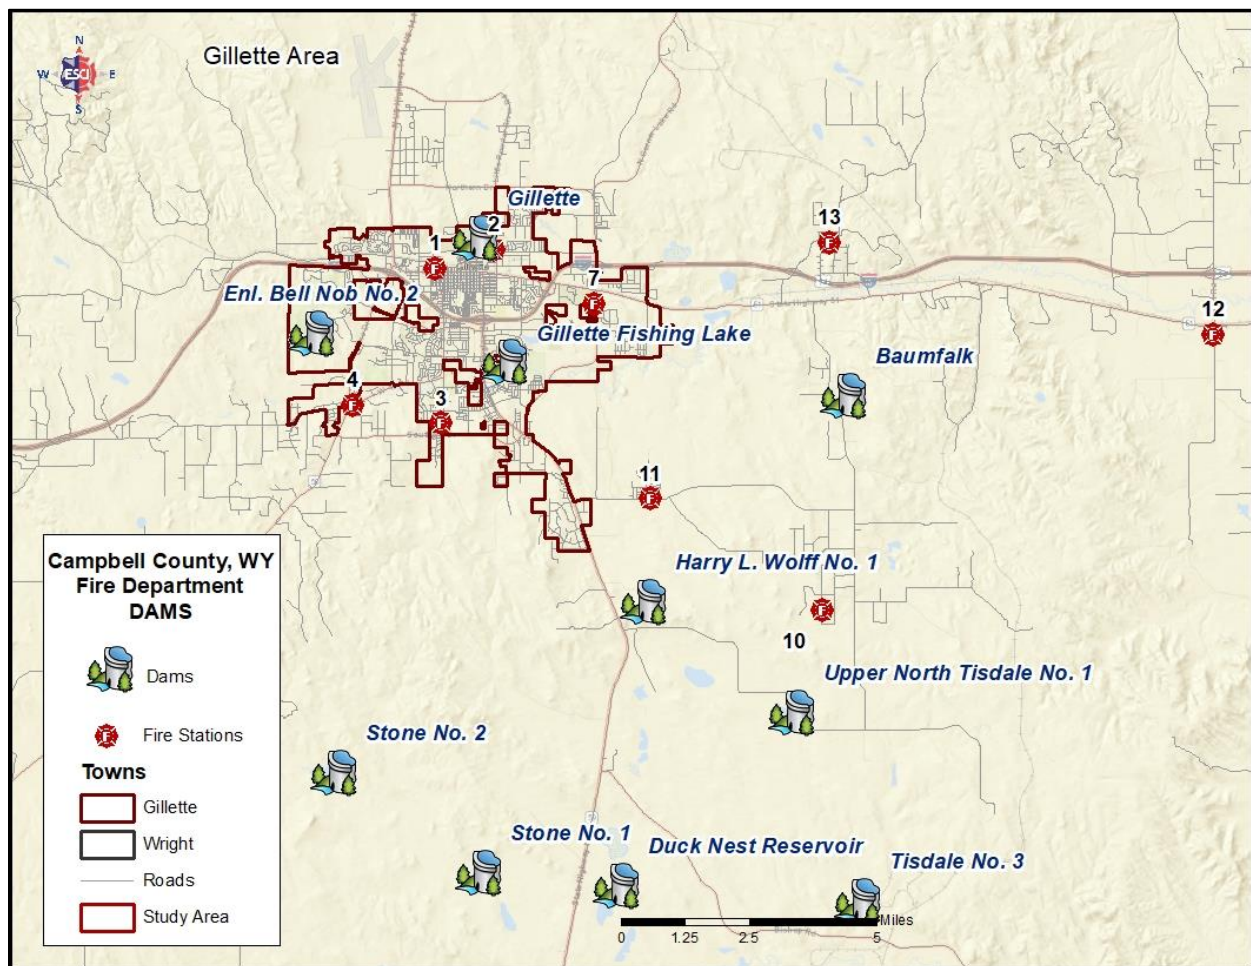 N
Gillette Area
W ESCI E
S
Gillette
2
1
13
7
12
Enl. Bell Nob No. 2
Gillette Fishing Lake
Baumfalk
4
3
11
Harry L. Wolff No. 1
10
Upper North Tisdale No. 1
Stone No. 2
Stone No. 1
Duck Nest Reservoir
Tisdale No. 3
Campbell County, WY
Fire Department
DAMS
Dams
F Fire Stations
Towns
Gillette
Wright
Roads
Study Area
Miles
0 1.25 2.5 5